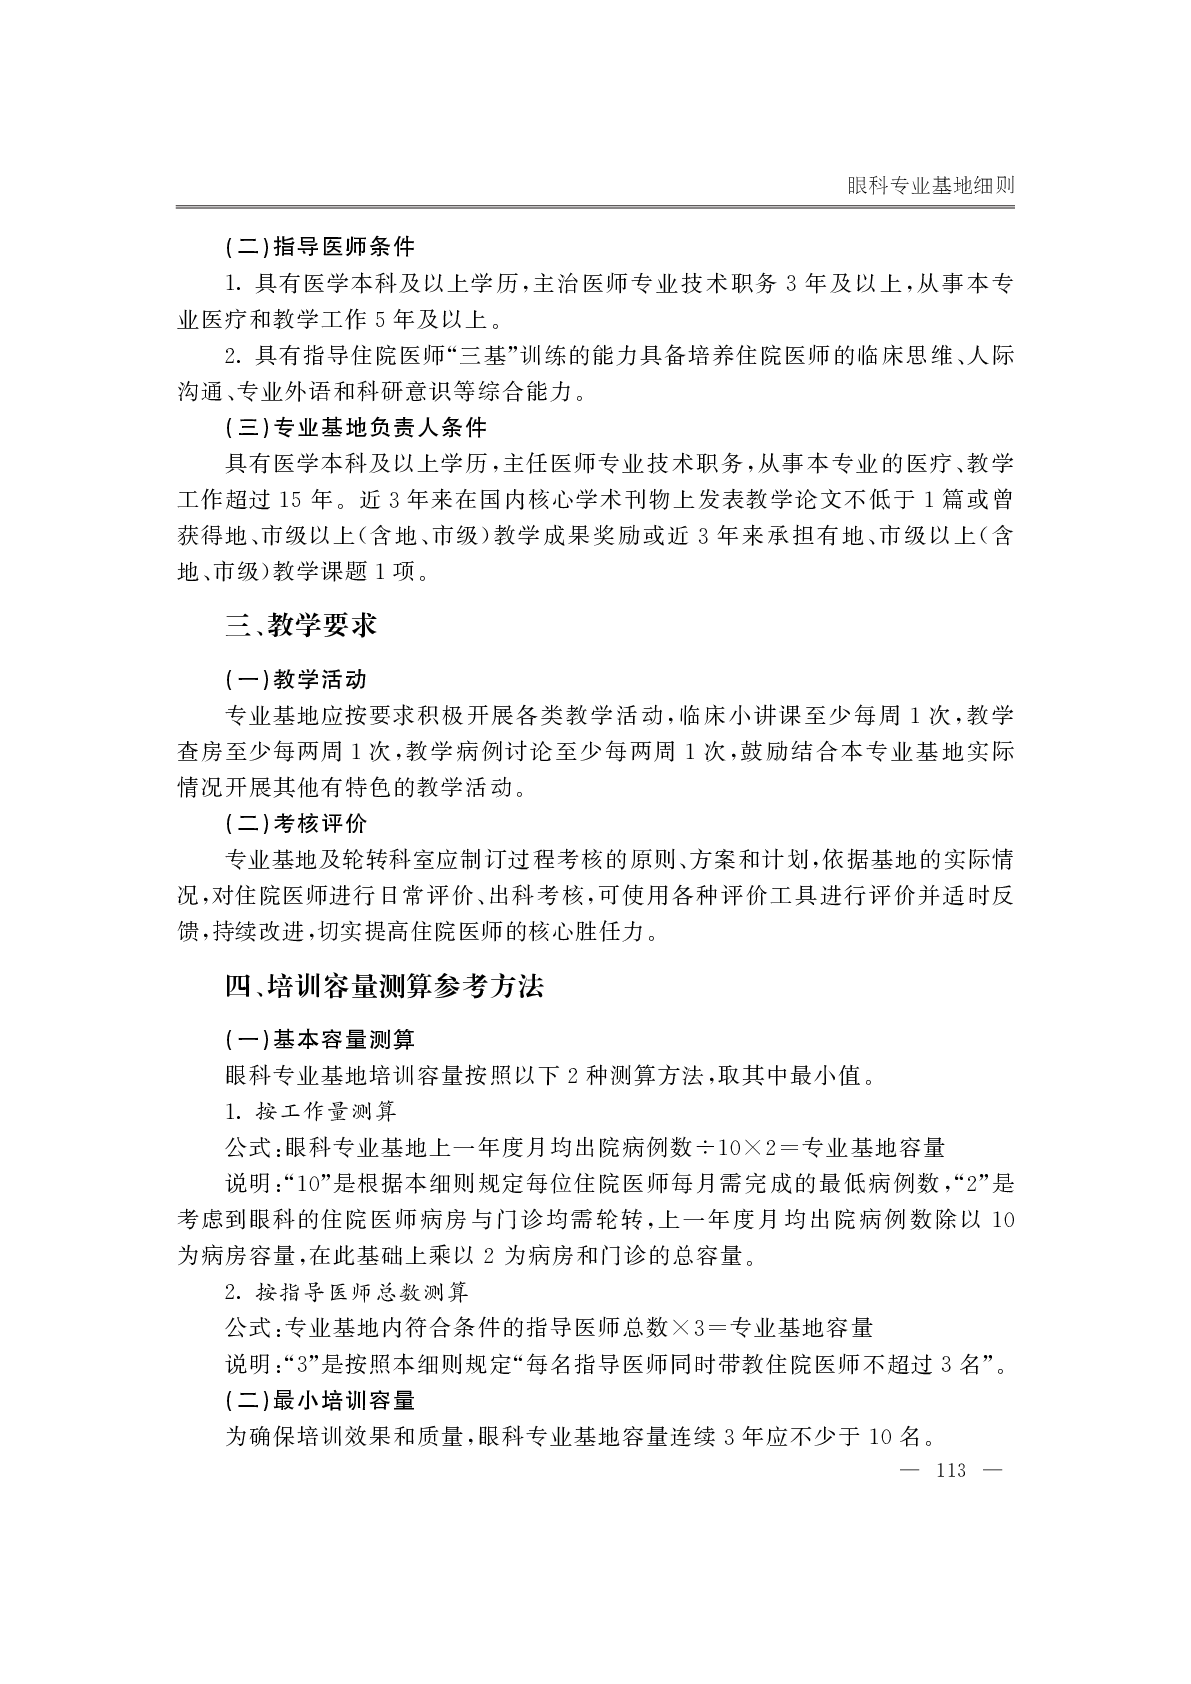 眼科专业基地细则
(二)指导医师条件
1. 具有医学本科及以上学历,主治医师专业技术职务 3 年及以上,从事本专
业医疗和教学工作 5 年及以上。
2. 具有指导住院医师“三基”训练的能力具备培养住院医师的临床思维、人际
沟通、专业外语和科研意识等综合能力。
(三)专业基地负责人条件
具有医学本科及以上学历,主任医师专业技术职务,从事本专业的医疗、教学
工作超过 15 年。近 3 年来在国内核心学术刊物上发表教学论文不低于 1 篇或曾
获得地、市级以上(含地、市级)教学成果奖励或近 3 年来承担有地、市级以上(含
地、市级)教学课题 1 项。
三、教学要求
(一)教学活动
专业基地应按要求积极开展各类教学活动,临床小讲课至少每周 1 次,教学
查房至少每两周 1 次,教学病例讨论至少每两周 1 次,鼓励结合本专业基地实际
情况开展其他有特色的教学活动。
(二)考核评价
专业基地及轮转科室应制订过程考核的原则、方案和计划,依据基地的实际情
况,对住院医师进行日常评价、出科考核,可使用各种评价工具进行评价并适时反
馈,持续改进,切实提高住院医师的核心胜任力。
四、培训容量测算参考方法
(一)基本容量测算
眼科专业基地培训容量按照以下 2 种测算方法,取其中最小值。
1. 按工作量测算
公式:眼科专业基地上一年度月均出院病例数÷10×2=专业基地容量
说明:“10”是根据本细则规定每位住院医师每月需完成的最低病例数,“2”是
考虑到眼科的住院医师病房与门诊均需轮转,上一年度月均出院病例数除以 10
为病房容量,在此基础上乘以 2 为病房和门诊的总容量。
2. 按指导医师总数测算
公式:专业基地内符合条件的指导医师总数×3=专业基地容量
说明:“3”是按照本细则规定“每名指导医师同时带教住院医师不超过 3 名”。
(二)最小培训容量
为确保培训效果和质量,眼科专业基地容量连续 3 年应不少于 10 名。
— 113 —